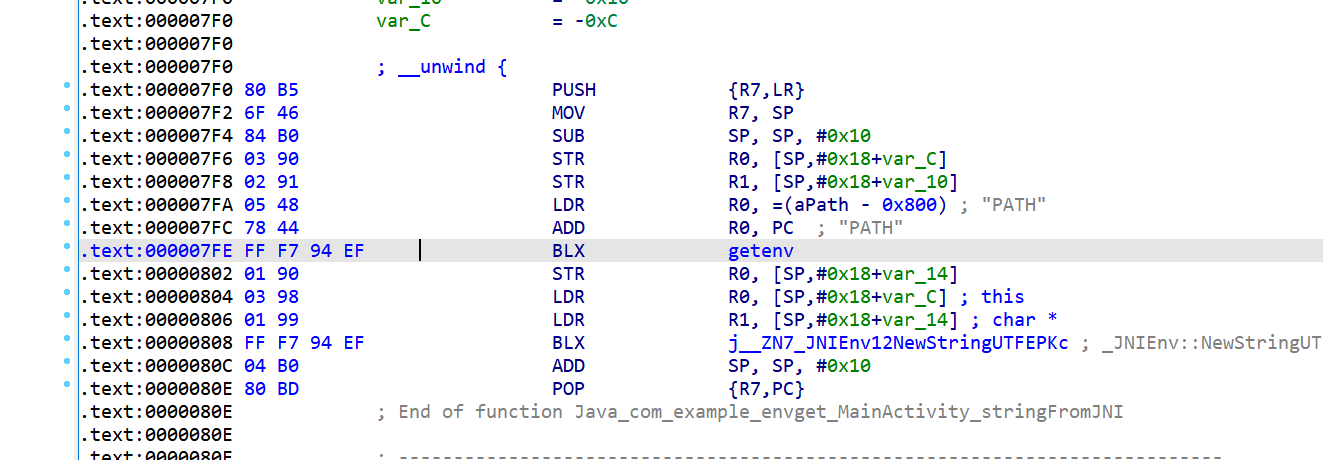 .text:000007F0 var_10 = -0x10
.text:000007F0 var_C = -0xC
.text:000007F0
.text:000007F0 ; __unwind {
.text:000007F0 80 B5 PUSH {R7,LR}
.text:000007F2 6F 46 MOV R7, SP
.text:000007F4 84 B0 SUB SP, SP, #0x10
.text:000007F6 03 90 STR R0, [SP,#0x18+var_C]
.text:000007F8 02 91 STR R1, [SP,#0x18+var_10]
.text:000007FA 05 48 LDR R0, =(aPath - 0x800) ; "PATH"
.text:000007FC 78 44 ADD R0, PC ; "PATH"
.text:000007FE FF F7 94 EF BLX getenv
.text:00000802 01 90 STR R0, [SP,#0x18+var_14]
.text:00000804 03 98 LDR R0, [SP,#0x18+var_C] ; this
.text:00000806 01 99 LDR R1, [SP,#0x18+var_14] ; char *
.text:00000808 FF F7 94 EF BLX j__ZN7_JNIEnv12NewStringUTFEPKc ; _JNIEnv::NewStringUT
.text:0000080C 04 B0 ADD SP, SP, #0x10
.text:0000080E 80 BD POP {R7,PC}
.text:0000080E ; End of function Java_com_example_envget_MainActivity_stringFromJNI
.text:0000080E
.text:0000080E ; ---------------------------------------------------------------------------